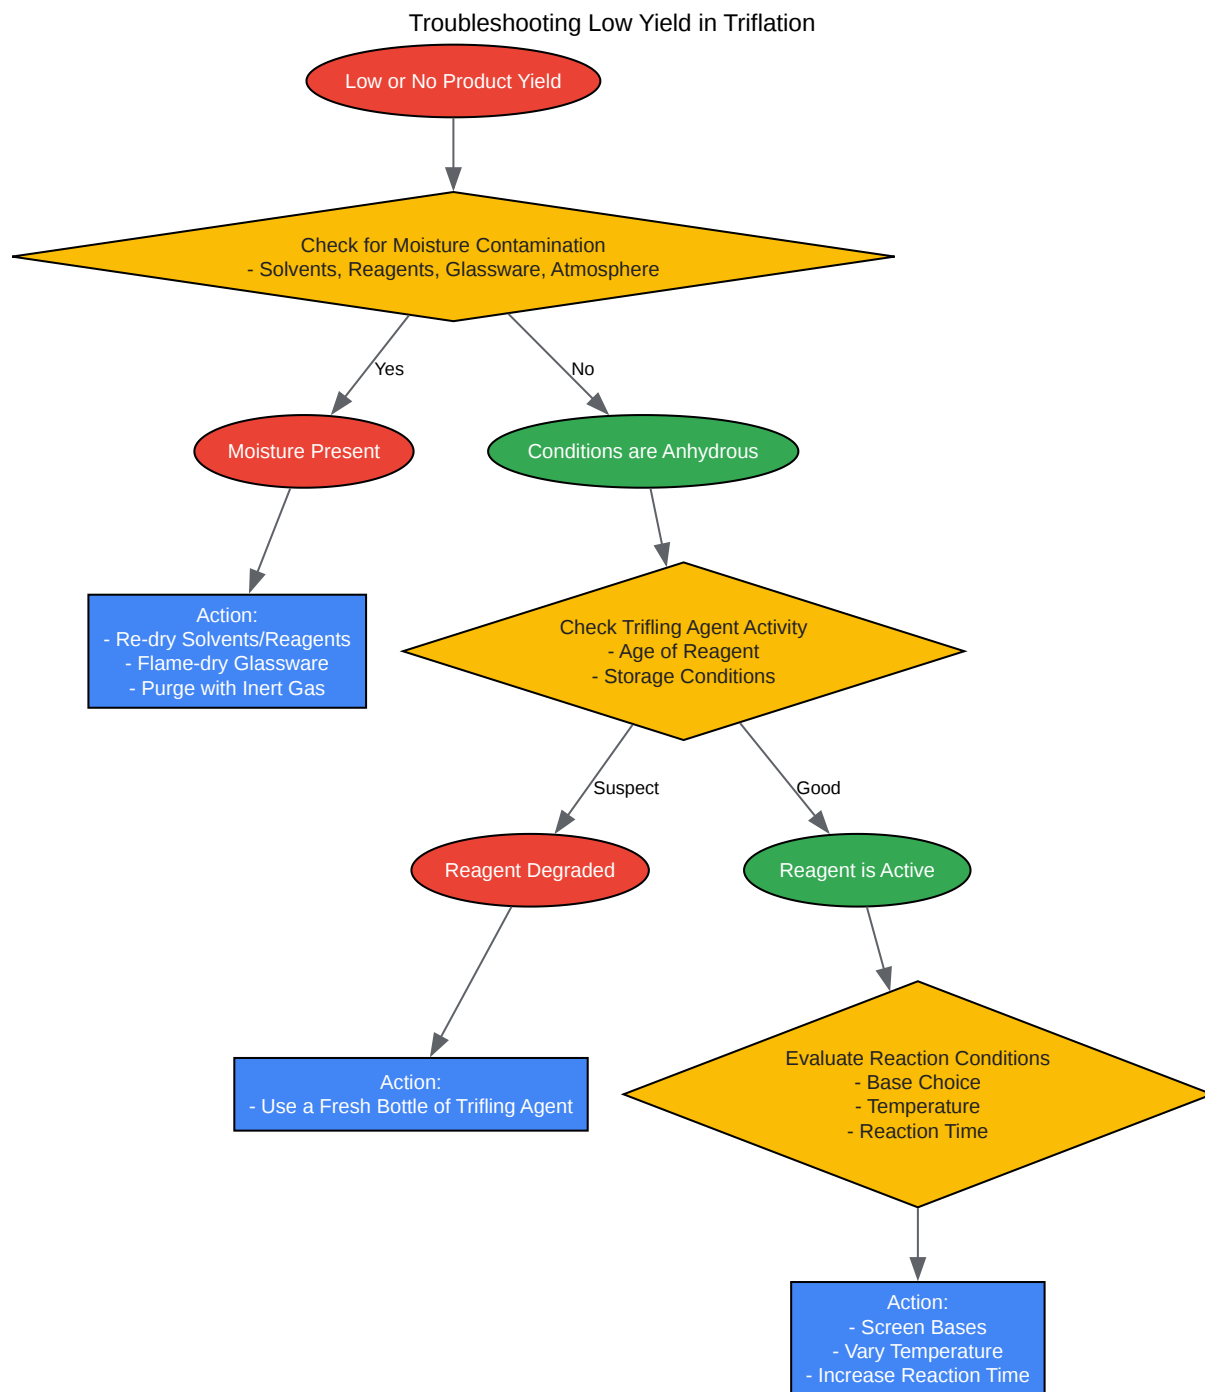 Troubleshooting Low Yield in Triflation
Low or No Product Yield
Check for Moisture Contamination
- Solvents, Reagents, Glassware, Atmosphere
Yes
No
Moisture Present
Conditions are Anhydrous
Action:
- Re-dry Solvents/Reagents
- Flame-dry Glassware
- Purge with Inert Gas
Check Trifling Agent Activity
- Age of Reagent
- Storage Conditions
Suspect
Good
Reagent Degraded
Reagent is Active
Action:
- Use a Fresh Bottle of Trifling Agent
Evaluate Reaction Conditions
- Base Choice
- Temperature
- Reaction Time
Action:
- Screen Bases
- Vary Temperature
- Increase Reaction Time